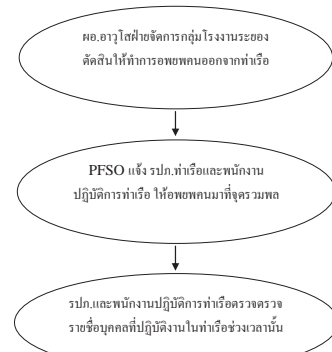 ผอ.อาวุโสฝ่ายจัดการกลุ่มโรงงานระยอง
ตัดสินให้ทำการอพยพคนออกจากท่าเรือ
PFSO แจ้ง รปภ.ท่าเรือและพนักงาน
ปฏิบัติการท่าเรือ ให้อพยพคนมาที่จุดรวมพล
รปภ.และพนักงานปฏิบัติการท่าเรือตรวจตรวจ
รายชื่อบุคคลที่ปฏิบัติงานในท่าเรือช่วงเวลานั้น